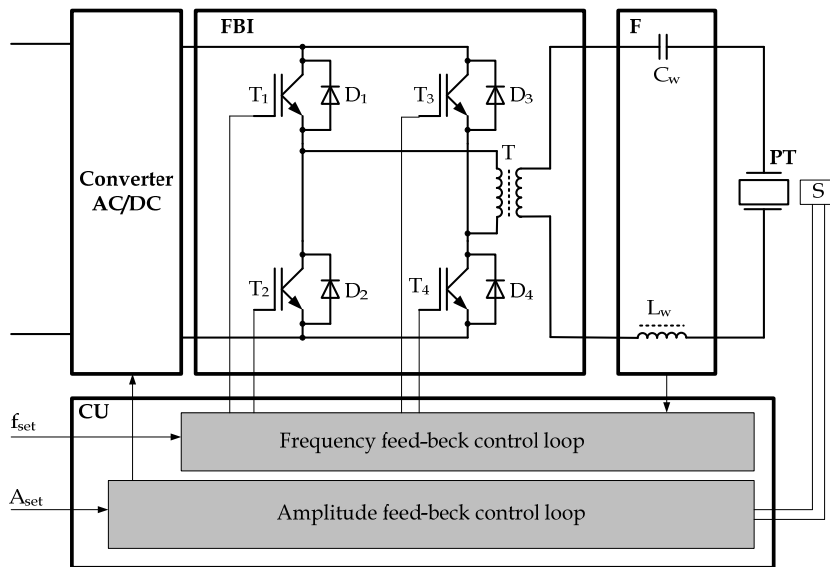 FBI
F
T1
D1
T3
D3
Cw
T
PT
S
Converter
AC/DC
T2
D2
T4
D4
Lw
CU
fset
Frequency feed-beck control loop
Aset
Amplitude feed-beck control loop